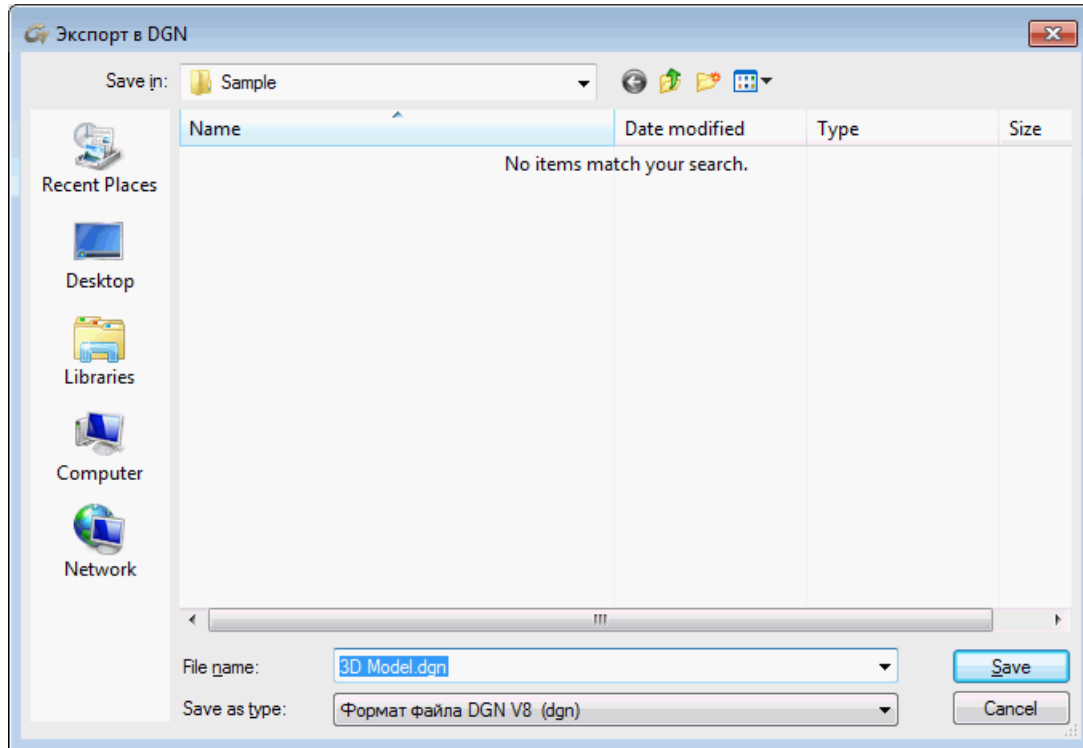 Экспорт в DGN
Save in: Sample
Name Date modified Type Size
No items match your search.
Recent Places
Desktop
Libraries
Computer
Network
File name: 3D Model.dgn Save
Save as type: Формат файла DGN V8 (dgn) Cancel